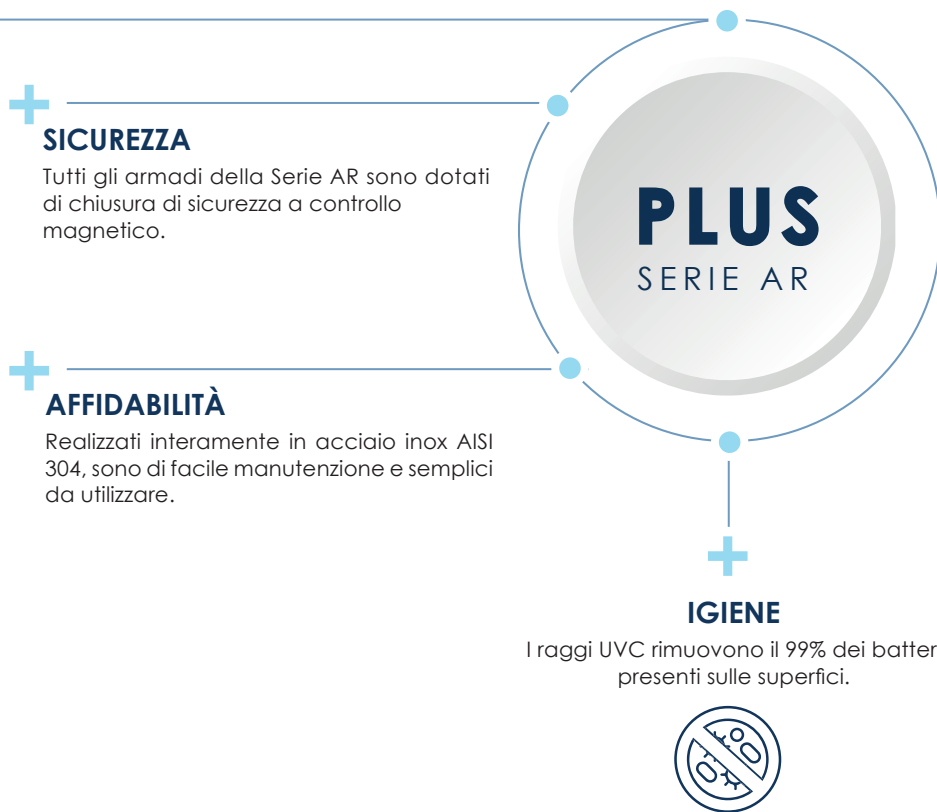 SICUREZZA
Tutti gli armadi della Serie AR sono dotati
di chiusura di sicurezza a controllo
magnetico.
PLUS
SERIE AR
AFFIDABILITÀ
Realizzati interamente in acciaio inox AISI
304, sono di facile manutenzione e semplici
da utilizzare.
IGIENE
I raggi UVC rimuovono il 99% dei batter
presenti sulle superfici.